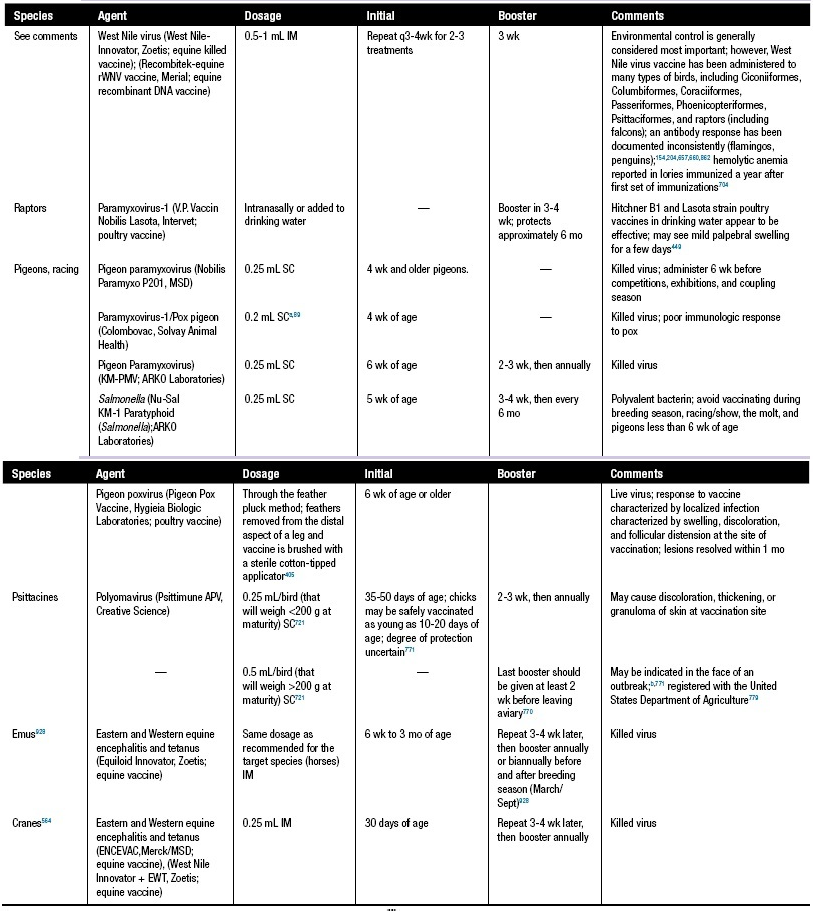 Species
Agent
Dosage
Initial
Booster
Comments
See comments
West Nile virus (West Nile-
Innovator, Zoetis; equine killed
vaccine); (Recombitek-equine
rWNV vaccine, Merial; equine
recombinant DNA vaccine)
0.5-1 mL IM
Repeat q3-4wk for 2-3
treatments
3 wk
Environmental control is generally
considered most important; however, West
Nile virus vaccine has been administered to
many types of birds, including Ciconiiformes,
Columbiformes, Coraciiformes,
Passeriformes, Phoenicopteriformes,
Psittaciformes, and raptors (including
falcons); an antibody response has been
documented inconsistently (flamingos,
penguins);154,204,657,660,862 hemolytic anemia
reported in lories immunized a year after
first set of immunizations704
Raptors
Paramyxovirus-1 (V.P. Vaccin
Nobilis Lasota, Intervet;
poultry vaccine)
Intranasally or added to
drinking water
—
Booster in 3-4
wk; protects
approximately 6 mo
Hitchner B1 and Lasota strain poultry
vaccines in drinking water appear to be
effective; may see mild palpebral swelling
for a few days449
Pigeons, racing
Pigeon paramyxovirus (Nobilis
Paramyxo P201, MSD)
0.25 mL SC
4 wk and older pigeons.
—
Killed virus; administer 6 wk before
competitions, exhibitions, and coupling
season
Paramyxovirus-1/Pox pigeon
(Colombovac, Solvay Animal
Health)
0.2 mL SCa,89
4 wk of age
—
Killed virus; poor immunologic response
to pox
Pigeon Paramyxovirus)
(KM-PMV; ARKO Laboratories)
0.25 mL SC
6 wk of age
2-3 wk, then annually
Killed virus
Salmonella (Nu-Sal
KM-1 Paratyphoid
(Salmonella);ARKO
Laboratories)
0.25 mL SC
5 wk of age
3-4 wk, then every
6 mo
Polyvalent bacterin; avoid vaccinating during
breeding season, racing/show, the molt, and
pigeons less than 6 wk of age
Species
Agent
Dosage
Initial
Booster
Comments
Pigeon poxvirus (Pigeon Pox
Vaccine, Hygieia Biologic
Laboratories; poultry vaccine)
Through the feather
pluck method; feathers
removed from the distal
aspect of a leg and
vaccine is brushed with
a sterile cotton-tipped
applicator405
6 wk of age or older
Live virus; response to vaccine
characterized by localized infection
characterized by swelling, discoloration,
and follicular distension at the site of
vaccination; lesions resolved within 1 mo
Psittacines
Polyomavirus (Psittimune APV,
Creative Science)
0.25 mL/bird (that
will weigh <200 g at
maturity) SC721
35-50 days of age; chicks
may be safely vaccinated
as young as 10-20 days of
age; degree of protection
uncertain771
2-3 wk, then annually
May cause discoloration, thickening, or
granuloma of skin at vaccination site
—
0.5 mL/bird (that
will weigh >200 g at
maturity) SC721
—
Last booster should
be given at least 2
wk before leaving
aviary770
May be indicated in the face of an
outbreak;b,771 registered with the United
States Department of Agriculture779
Emus928
Eastern and Western equine
encephalitis and tetanus
(Equiloid Innovator, Zoetis;
equine vaccine)
Same dosage as
recommended for the
target species (horses)
IM
6 wk to 3 mo of age
Repeat 3-4 wk later,
then booster annually
or biannually before
and after breeding
season (March/
Sept)928
Killed virus
Cranes564
Eastern and Western equine
encephalitis and tetanus
(ENCEVAC,Merck/MSD;
equine vaccine), (West Nile
Innovator + EWT, Zoetis;
equine vaccine)
0.25 mL IM
30 days of age
Repeat 3-4 wk later,
then booster annually
Killed virus